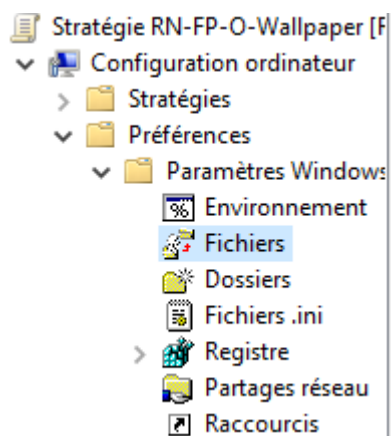 Stratégie RN-FP-O-Wallpaper [F
Configuration ordinateur
Stratégies
Préférences
Paramètres Windows
Environnement
Fichiers
Dossiers
Fichiers .ini
Registre
Partages réseau
Raccourcis